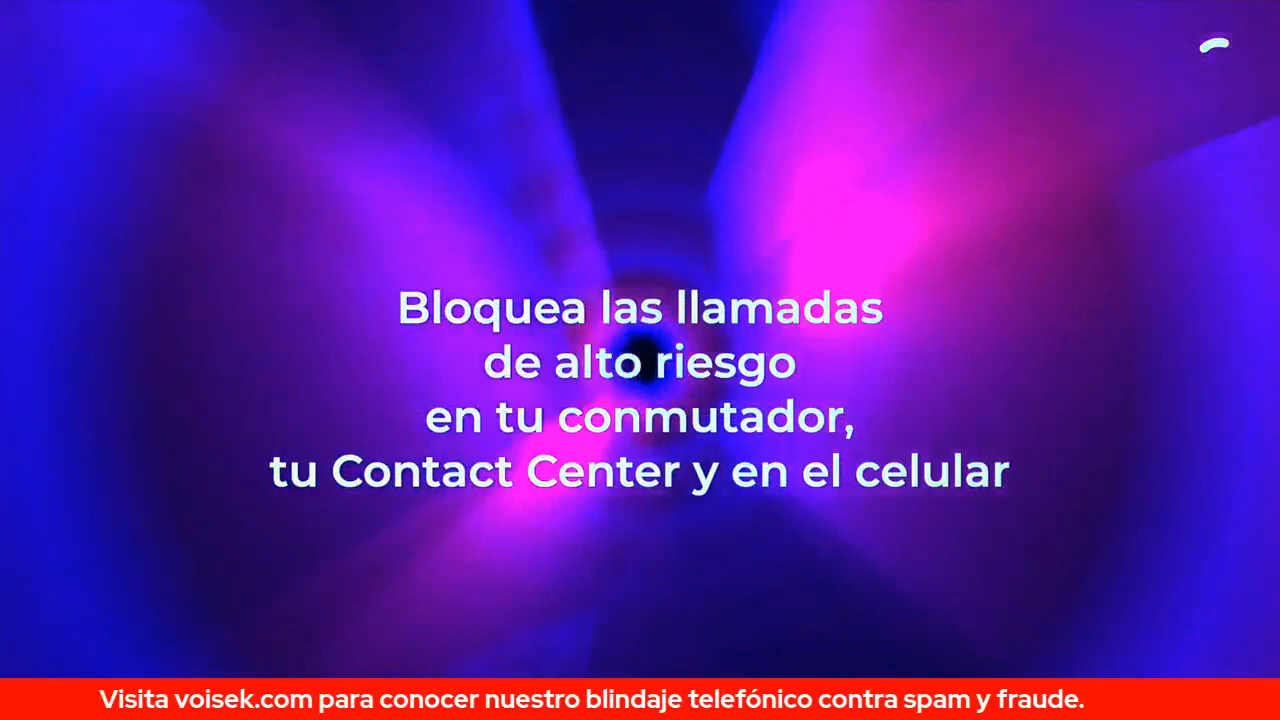 Bloquea las llamadas
de alto riesgo
en tu conmutador,
tu Contact Center y en el celular
Visita voisek.com para conocer nuestro blindaje telefónico contra spam y fraude.